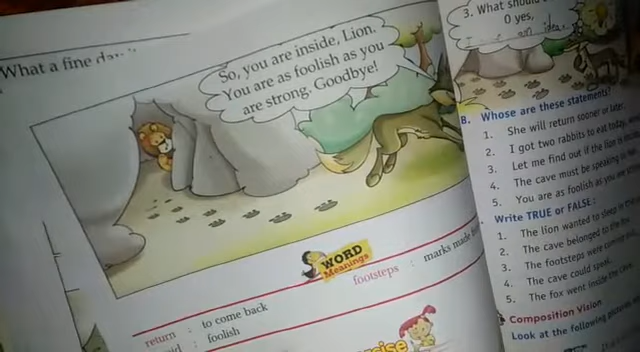 What a fine
So, you are inside, Lion.
You are as foolish as you
are strong. Goodbye!
WORD
Meanings
return : to come back
: foolish
footsteps : marks made
3. What should
O yes,
idea
B. Whose are these statements?
1. She will return sooner or later.
2. I got two rabbits to eat today,
3. Let me find out if the lion is
4. The cave must be speaking to
5. You are as foolish as you are
Write TRUE or FALSE :
1. The lion wanted to sleep in the
2. The cave belonged to the fox.
3. The footsteps were coming
4. The cave could speak.
5. The fox went inside the cave.
Composition Vision
Look at the following pictures